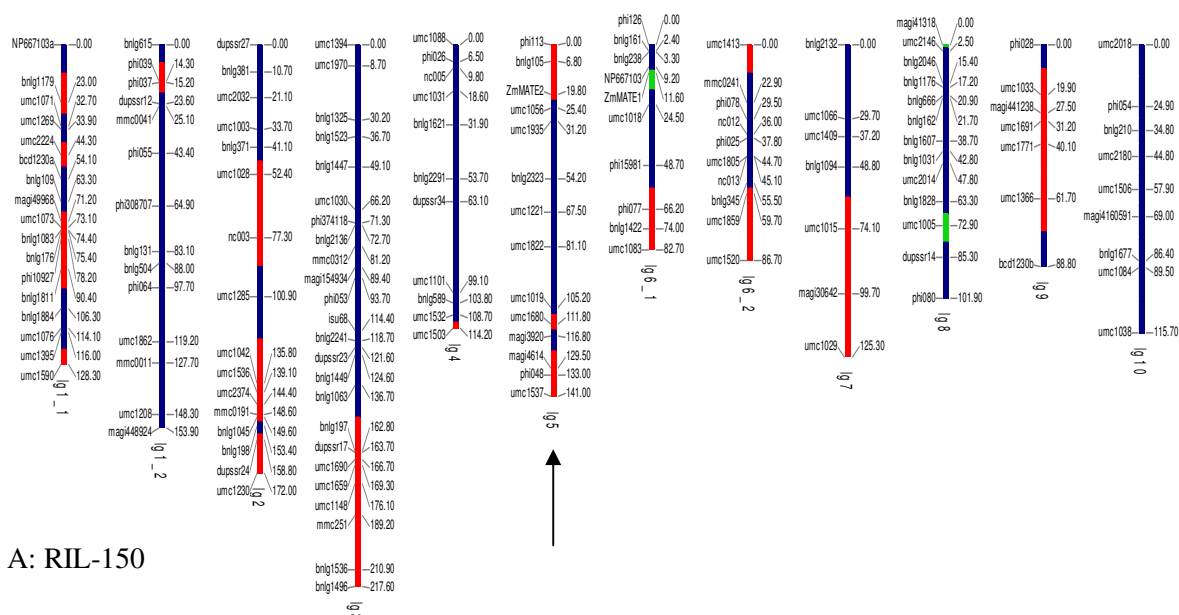 NP667103a 0.00
bnlg1179 23.00
umc1071 32.70
umc1269 33.90
umc2224 44.30
bcd1230a 54.10
bnlg109 63.30
magi49968 71.20
umc1073 73.10
bnlg1083 74.40
bnlg176 75.40
phi10927 78.20
bnlg1811 90.40
bnlg1884 106.30
umc1076 114.10
umc1395 116.00
umc1590 128.30
lg1_1
bnlg615 0.00
phi039 14.30
phi037 15.20
dupssr12 23.60
mmc0041 25.10
phi055 43.40
phi308707 64.90
bnlg131 83.10
bnlg504 88.00
phi064 97.70
umc1862 119.20
mmc0011 127.70
umc1208 148.30
magi448924 153.90
lg1_2
dupssr27 0.00
bnlg381 10.70
umc2032 21.10
umc1003 33.70
bnlg371 41.10
umc1028 52.40
nc003 77.30
umc1285 100.90
umc1042 135.80
umc1536 139.10
umc2374 144.40
mmc0191 148.60
bnlg1045 149.60
bnlg198 153.40
dupssr24 158.80
umc1230 172.00
lg2
umc1394 0.00
umc1970 8.70
bnlg1325 30.20
bnlg1523 36.70
bnlg1447 49.10
umc1030 66.20
phi374118 71.30
bnlg2136 72.70
mmc0312 81.20
magi154934 89.40
phi053 93.70
isu68 114.40
bnlg2241 118.70
dupssr23 121.60
bnlg1449 124.60
bnlg1063 136.70
bnlg197 162.80
dupssr17 163.70
umc1690 166.70
umc1659 169.30
umc1148 176.10
mmc251 189.20
bnlg1536 210.90
bnlg1496 217.60
umc1088 0.00
phi026 6.50
nc005 9.80
umc1031 18.60
bnlg1621 31.90
bnlg2291 53.70
dupssr34 63.10
umc1101 99.10
bnlg589 103.80
umc1532 108.70
umc1503 114.20
lg4
phi113 0.00
bnlg105 6.80
ZmMATE2 19.80
umc1056 25.40
umc1935 31.20
bnlg2323 54.20
umc1221 67.50
umc1822 81.10
umc1019 105.20
umc1680 111.80
magi3920 116.80
magi4614 129.50
phi048 133.00
umc1537 141.00
lg5
phi126 0.00
bnlg161 2.40
bnlg238 3.30
NP667103 9.20
ZmMATE1 11.60
umc1018 24.50
phi15981 48.70
phi077 66.20
bnlg1422 74.00
umc1083 82.70
lg6_1
umc1413 0.00
mmc0241 22.90
phi078 29.50
nc012 36.00
phi025 37.80
umc1805 44.70
nc013 45.10
bnlg345 55.50
umc1859 59.70
umc1520 86.70
lg6_2
bnlg2132 0.00
umc1066 29.70
umc1409 37.20
bnlg1094 48.80
umc1015 74.10
magi30642 99.70
umc1029 125.30
lg7
magi41318 0.00
umc2146 2.50
bnlg2046 15.40
bnlg1176 17.20
bnlg666 20.90
bnlg162 21.70
bnlg1607 38.70
bnlg1031 42.80
umc2014 47.80
bnlg1828 63.30
umc1005 72.90
dupssr14 85.30
phi080 101.90
lg8
phi028 0.00
umc1033 19.90
magi441238 27.50
umc1691 31.20
umc1771 40.10
umc1366 61.70
bcd1230b 88.80
lg9
umc2018 0.00
phi054 24.90
bnlg210 34.80
umc2180 44.80
umc1506 57.90
magi4160591 69.00
bnlg1677 86.40
umc1084 89.50
umc1038 115.70
lg10
A: RIL-150